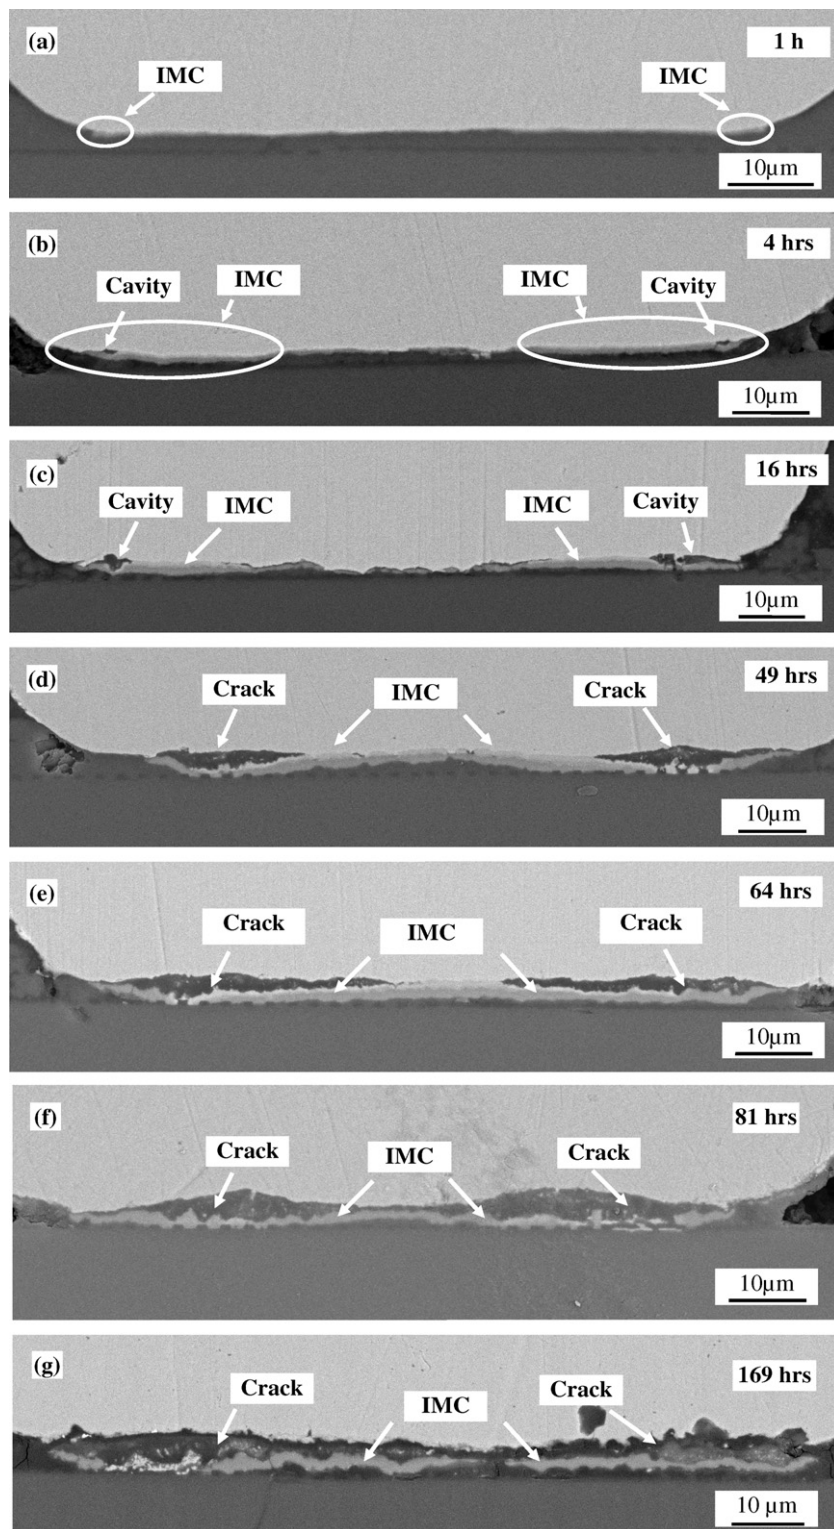 (a)
1 h
IMC
IMC
10µm
(b)
4 hrs
IMC
IMC
Cavity
Cavity
10µm
(c)
16 hrs
Cavity
IMC
IMC
Cavity
10µm
(d)
49 hrs
Crack
IMC
Crack
10µm
(e)
64 hrs
Crack
IMC
Crack
10µm
(f)
81 hrs
Crack
IMC
Crack
10µm
(g)
169 hrs
Crack
IMC
Crack
10 µm